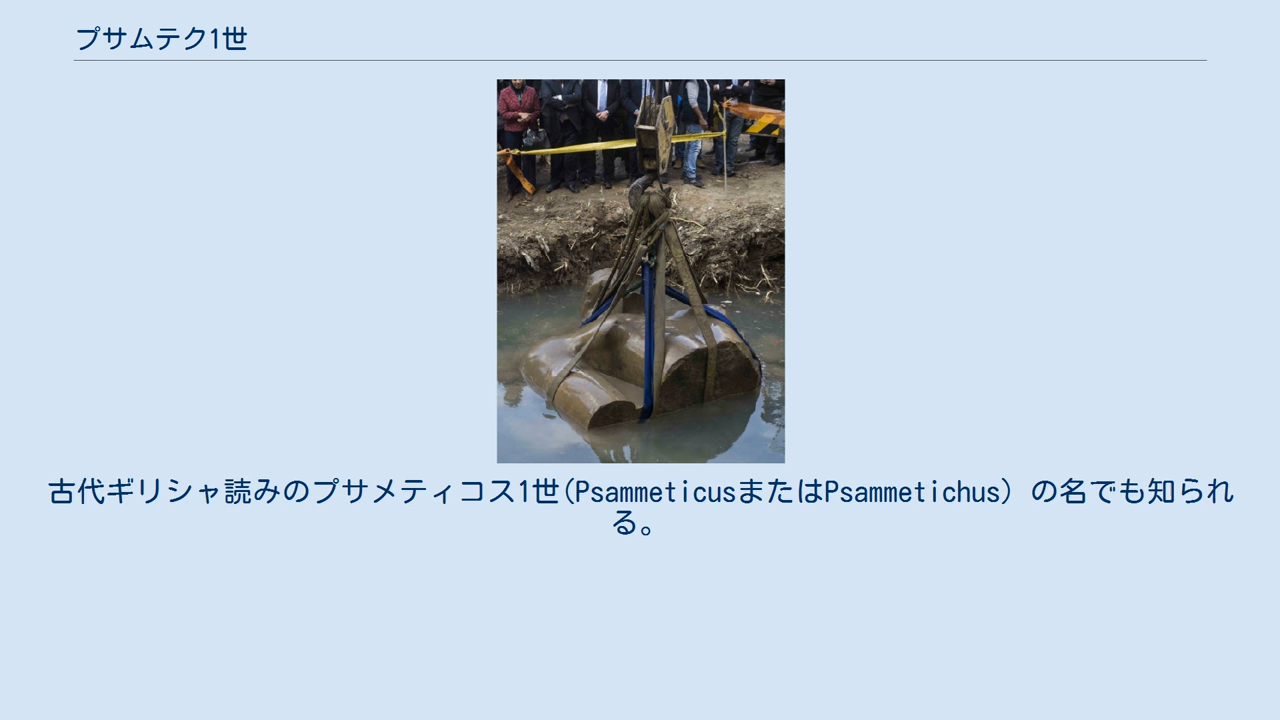 プサムテク1世
古代ギリシャ読みのプサメティコス1世(PsammeticusまたはPsammetichus) の名でも知られ
る。